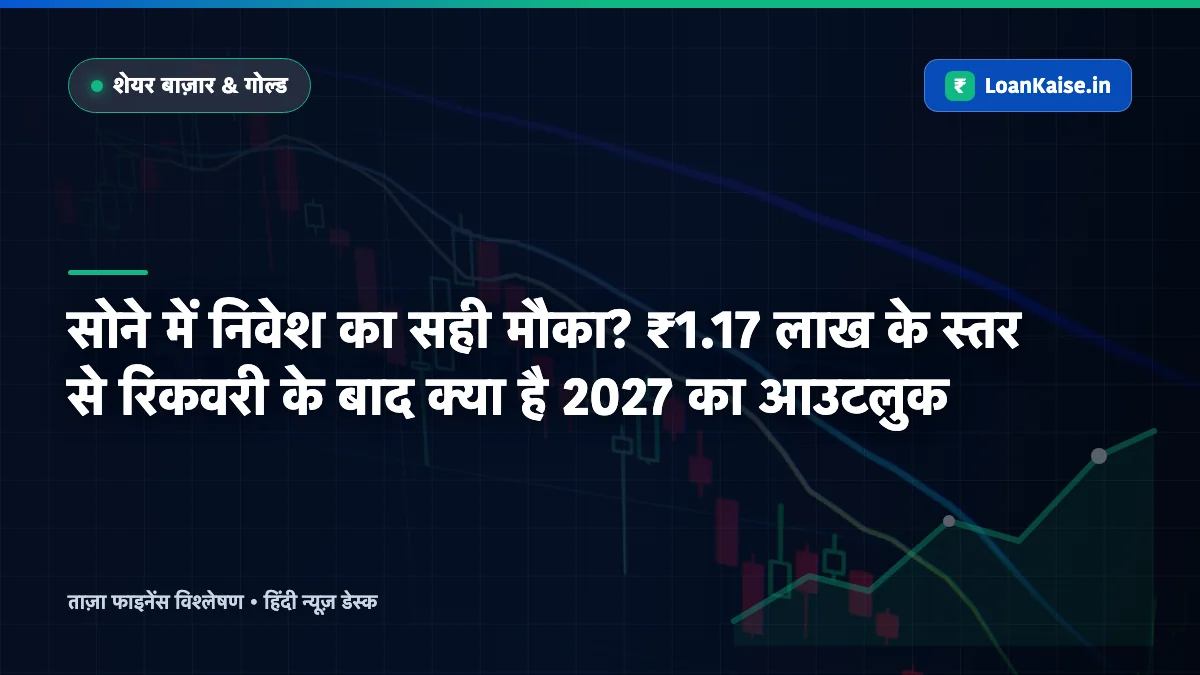 शेयर बाज़ार & गोल्ड
₹ LoanKaise.in
सोने में निवेश का सही मौका? ₹1.17 लाख के स्तर
से रिकवरी के बाद क्या है 2027 का आउटलुक
ताज़ा फाइनेंस विश्लेषण • हिंदी न्यूज़ डेस्क